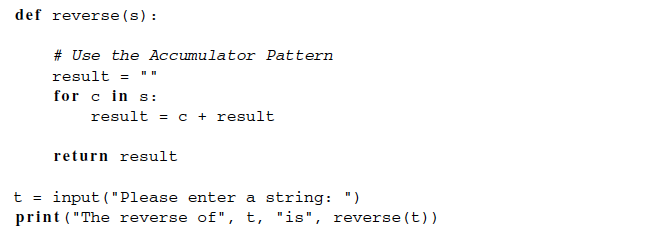 def reverse(s):
# Use the Accumulator Pattern
result = ""
for c in s:
result = c + result
return result
t = input("Please enter a string: ")
print("The reverse of", t, "is", reverse(t))